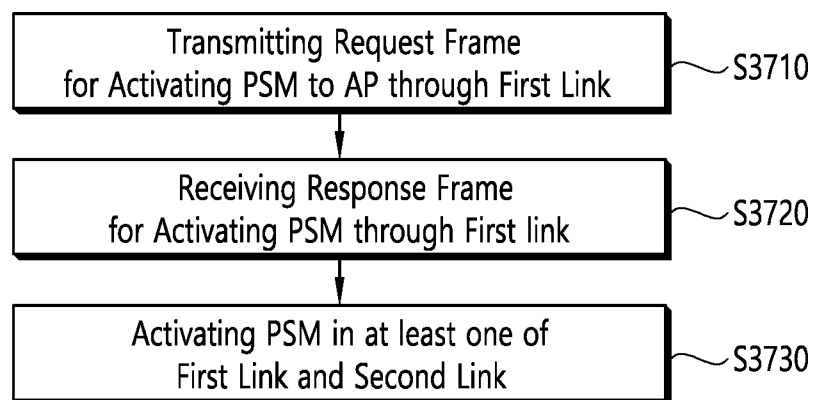 Transmitting Request Frame
for Activating PSM to AP through First Link
S3710
Receiving Response Frame
for Activating PSM through First link
S3720
Activating PSM in at least one of
First Link and Second Link
S3730